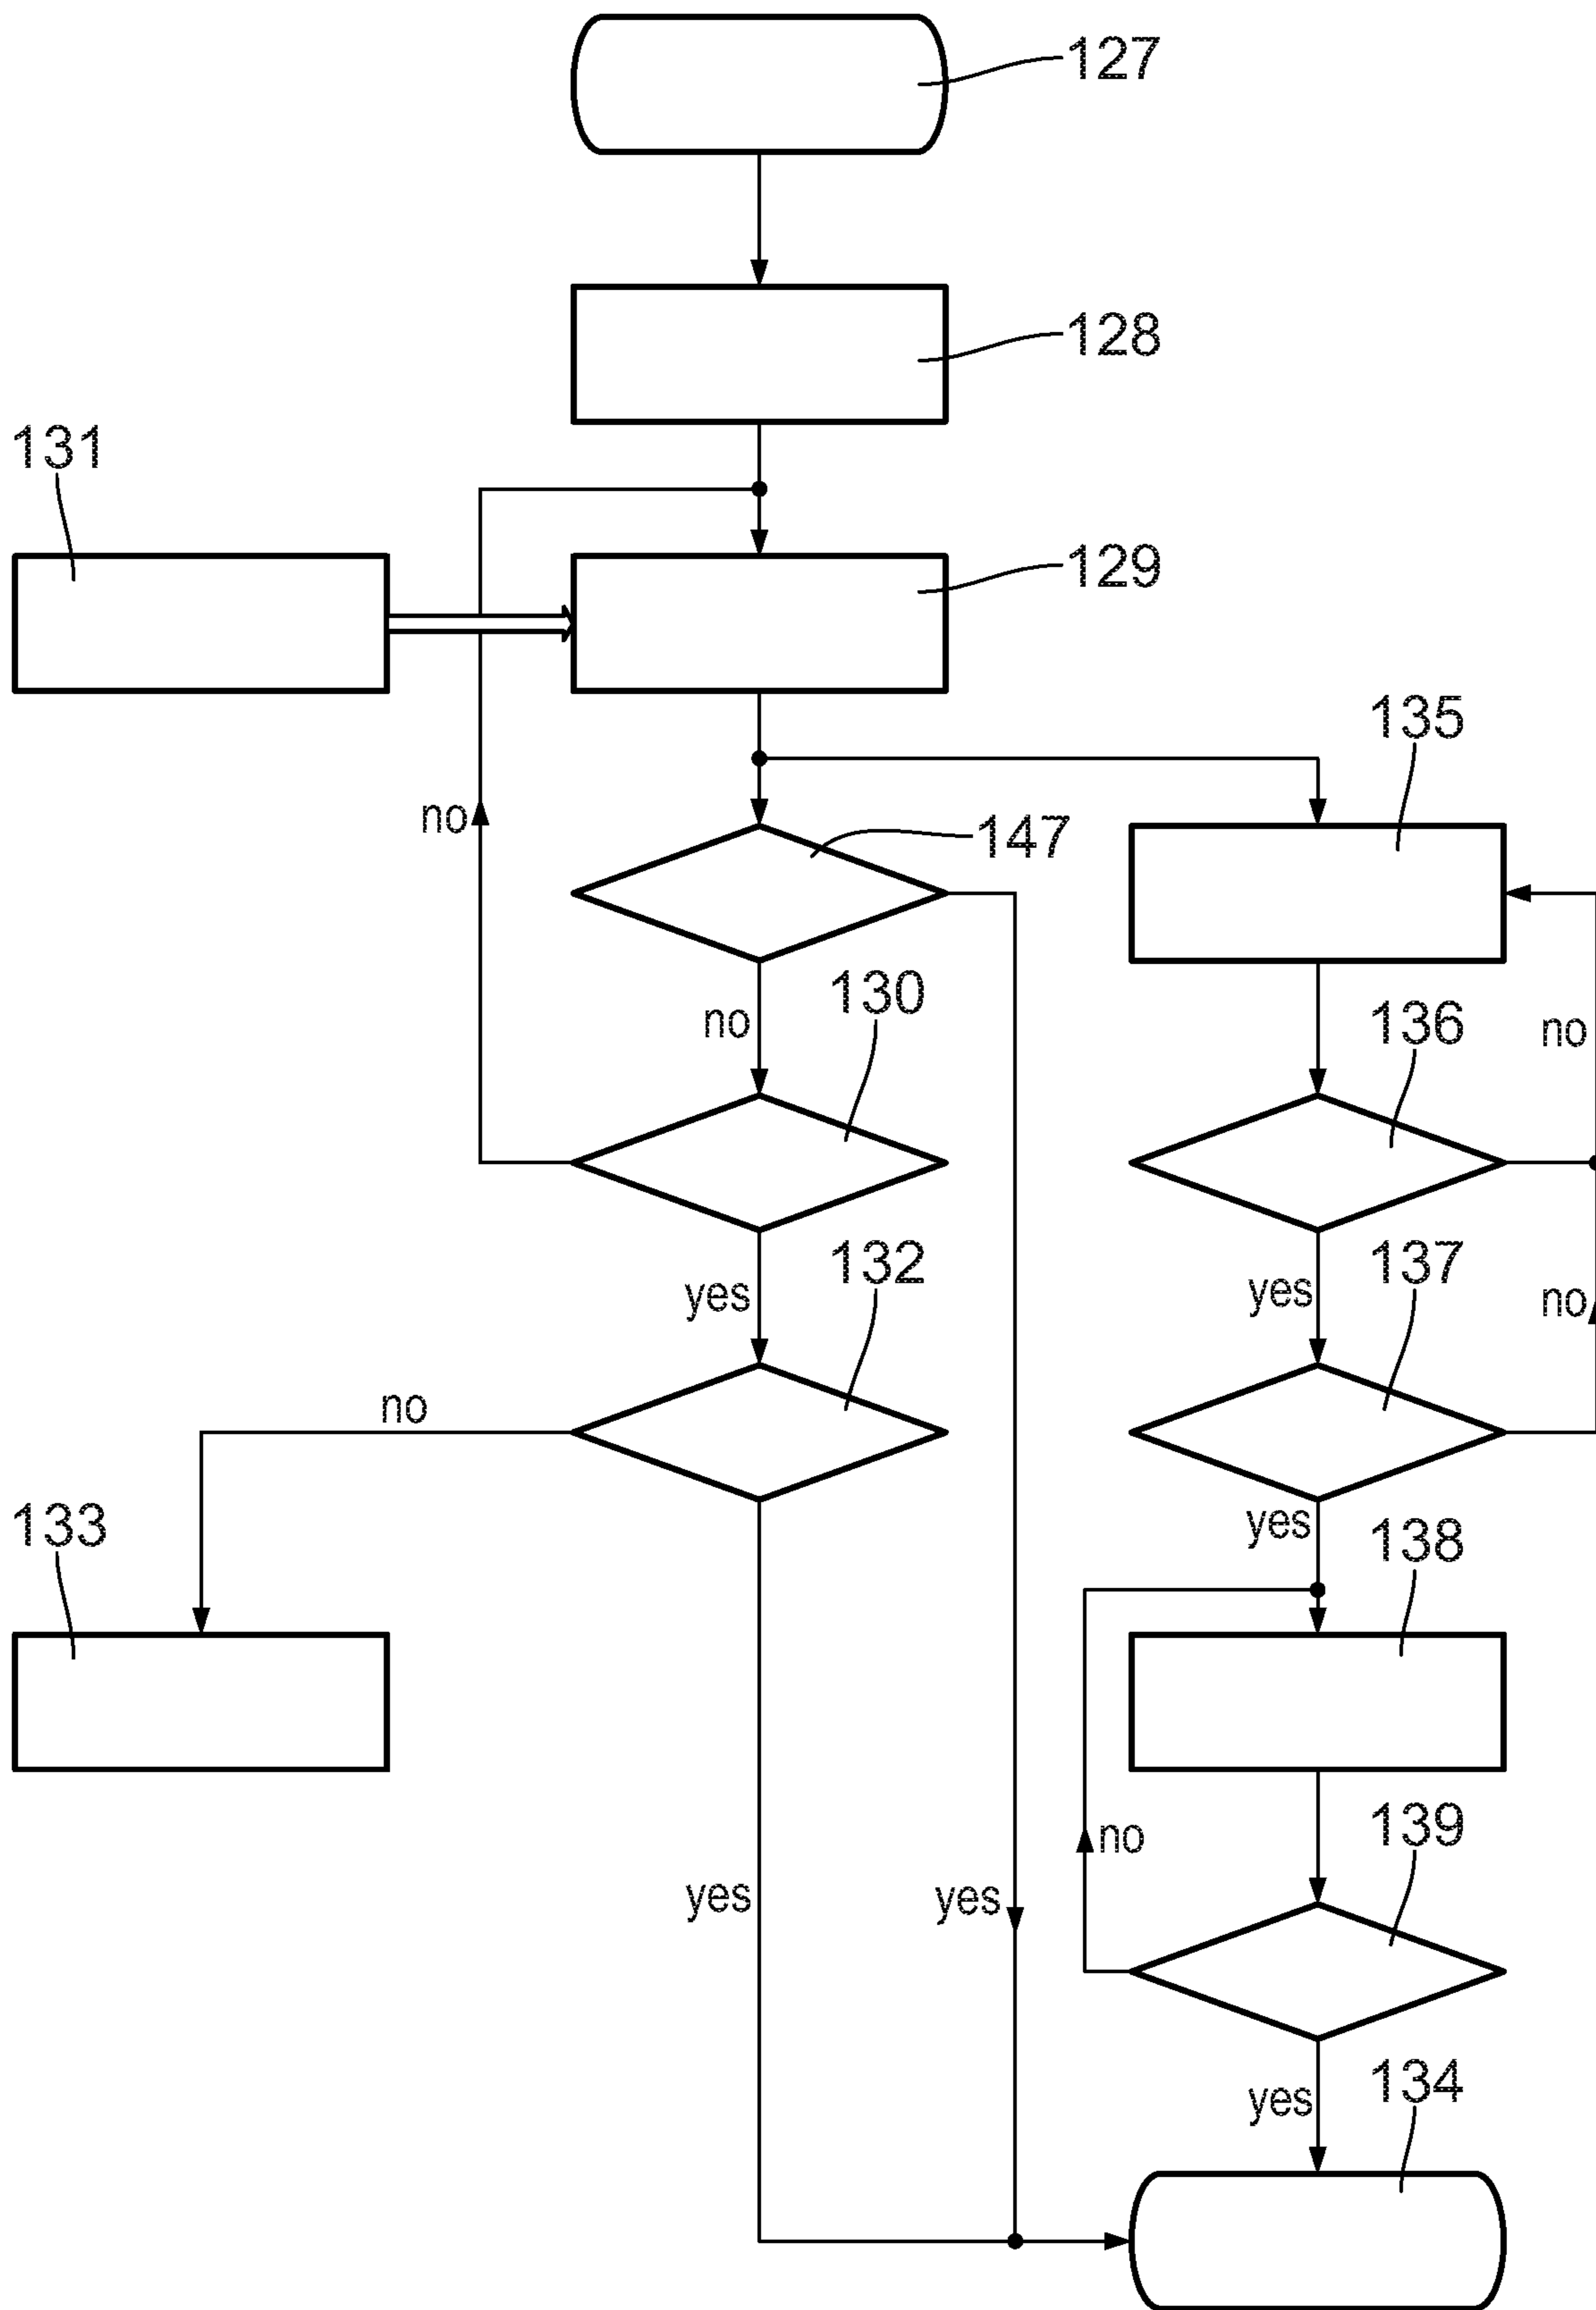 127
128
131
129
135
no
147
130
136
no
no
132
137
yes
yes
no
no
133
yes
138
139
no
yes
yes
134
yes